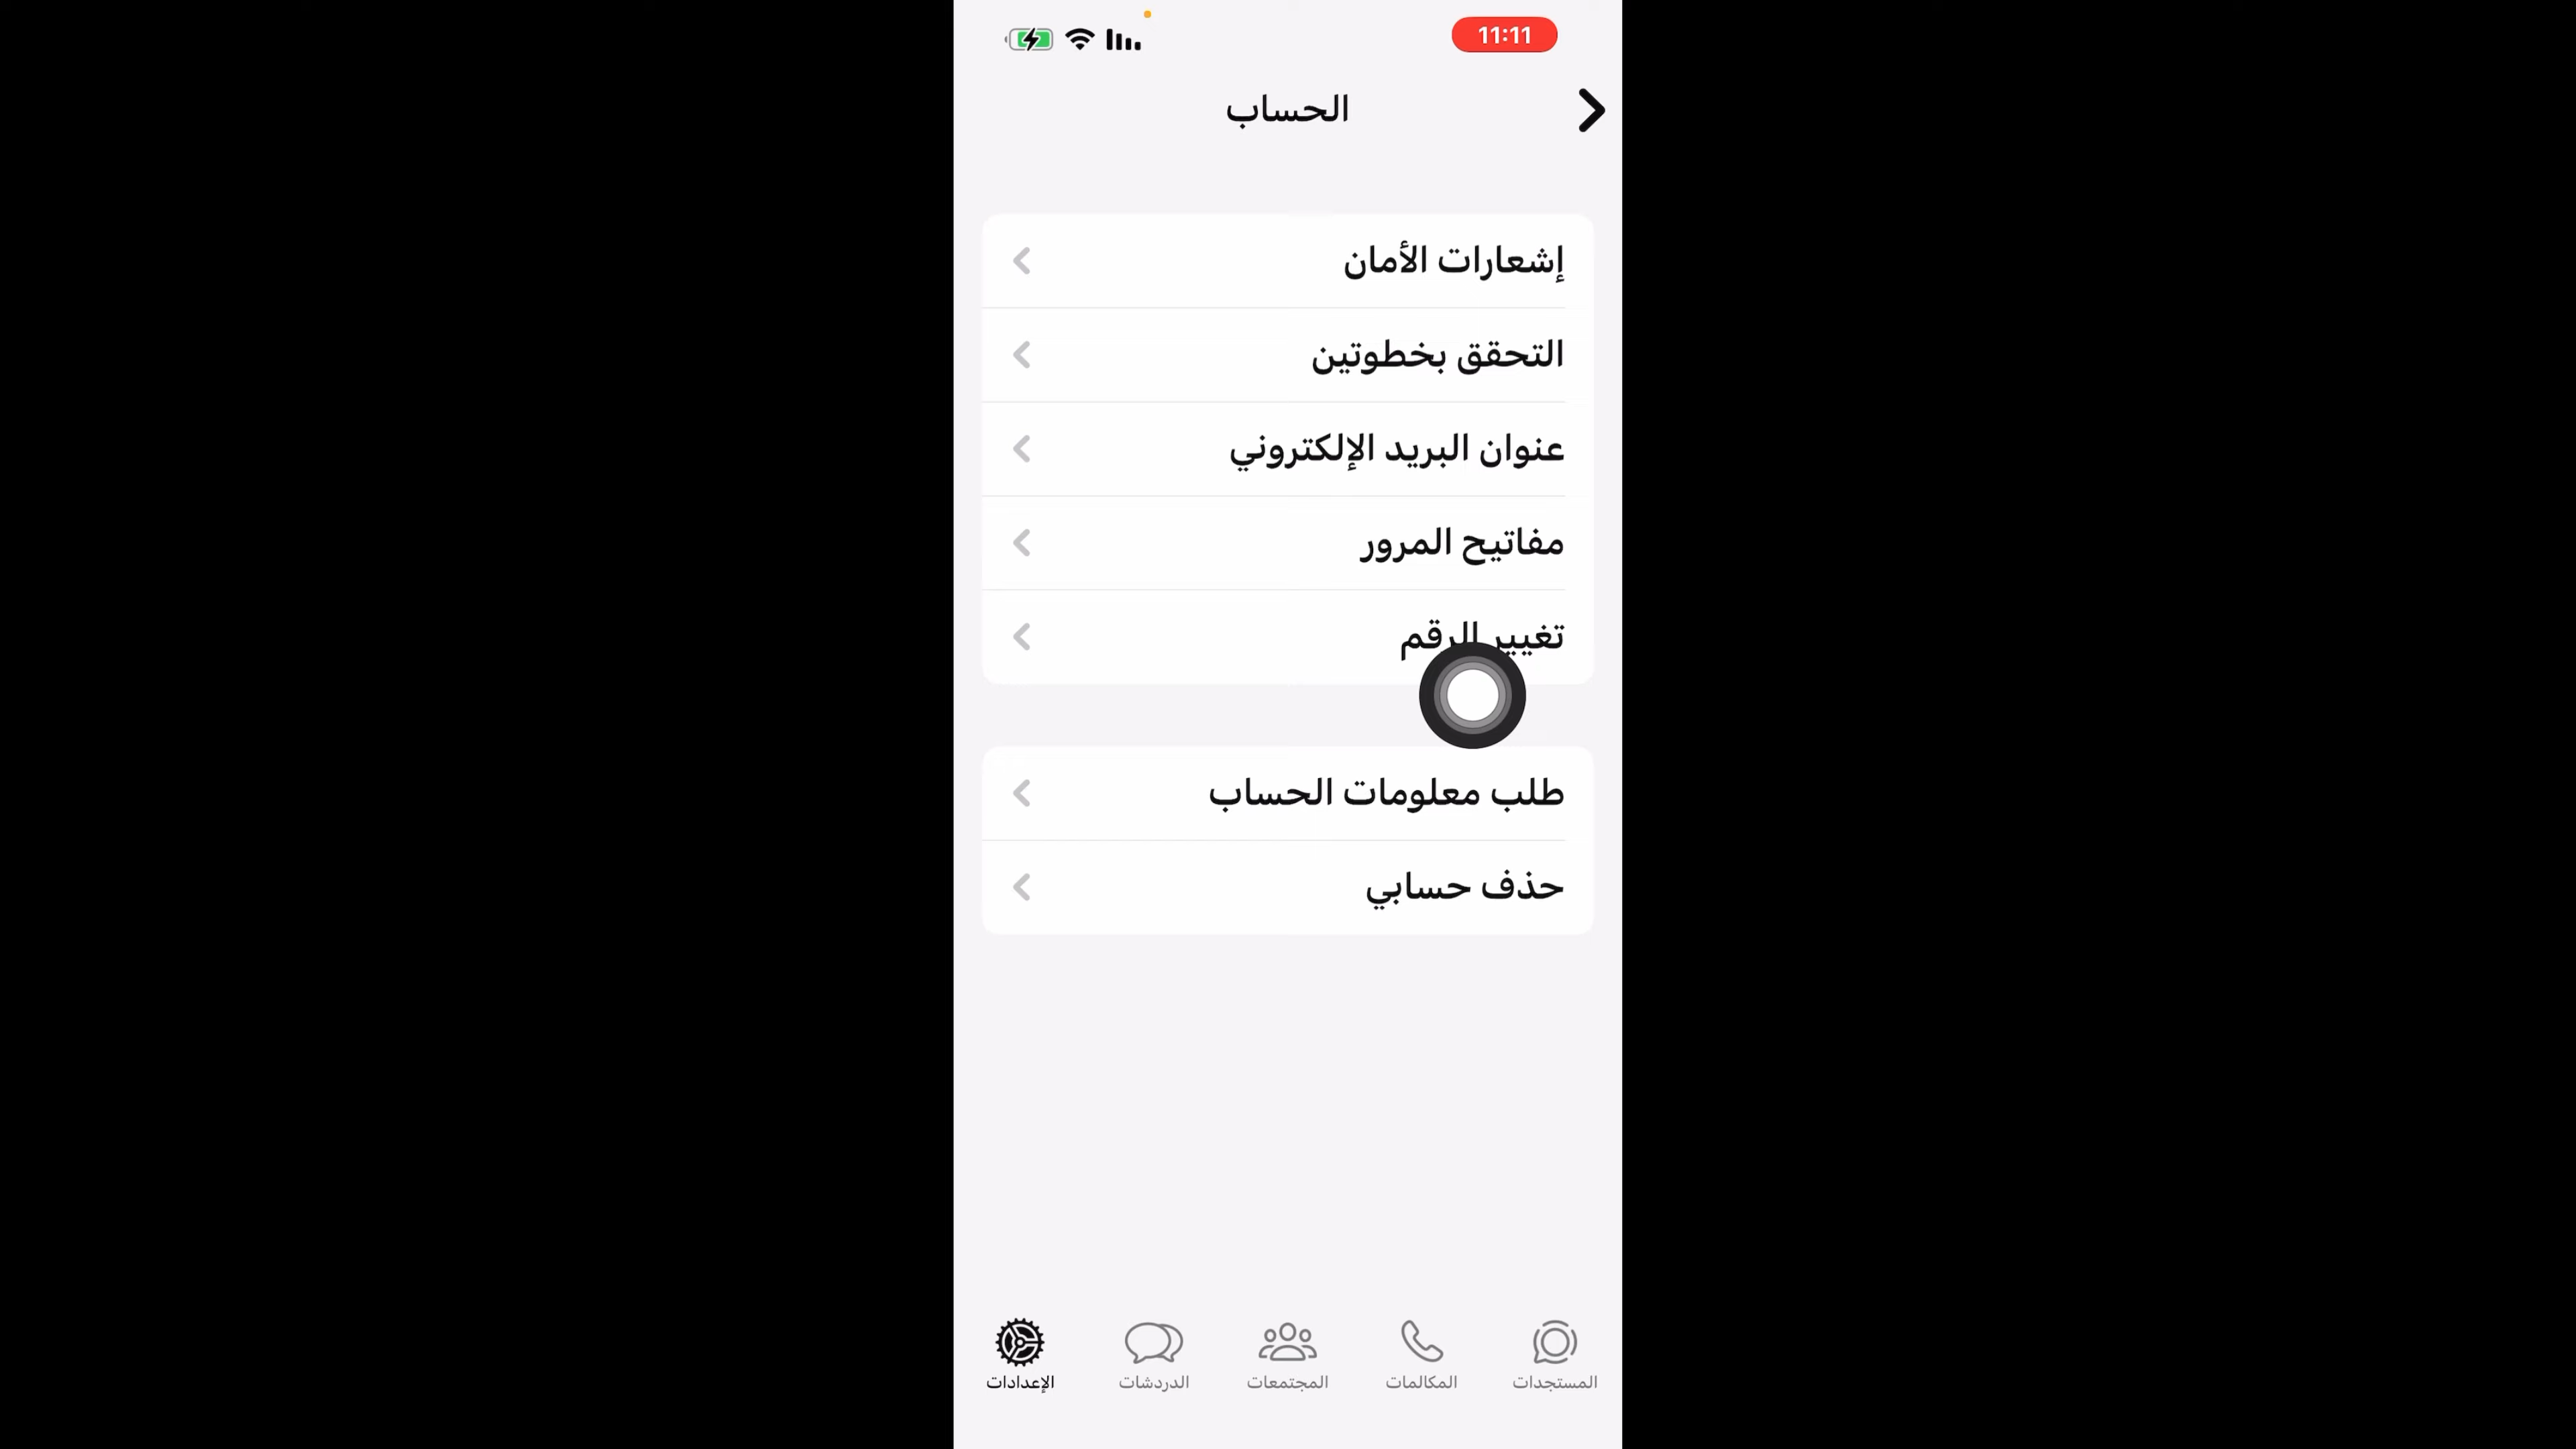 11:11
الحساب
إشعارات الأمان
التحقق بخطوتين
عنوان البريد الإلكتروني
مفاتيح المرور
تغيير الرقم
طلب معلومات الحساب
حذف حسابي
المستجدات
المكالمات
المجتمعات
الدردشات
الإعدادات